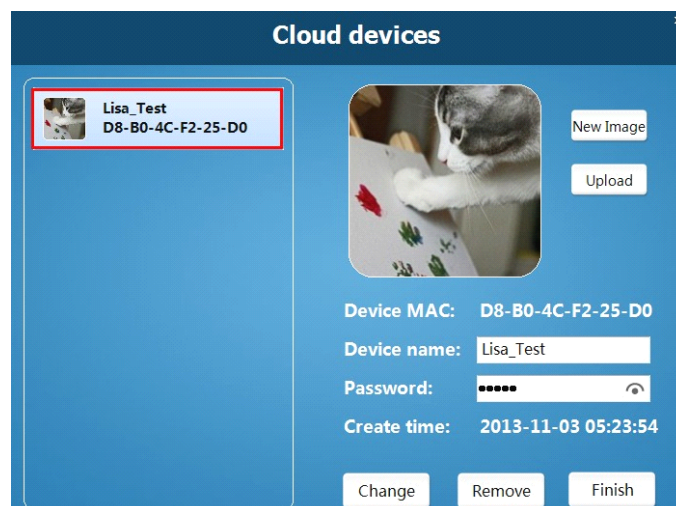 Cloud devices
Lisa_Test
D8-B0-4C-F2-25-D0
New Image
Upload
Device MAC: D8-B0-4C-F2-25-D0
Device name: Lisa_Test
Password: •••••
Create time: 2013-11-03 05:23:54
Change Remove Finish